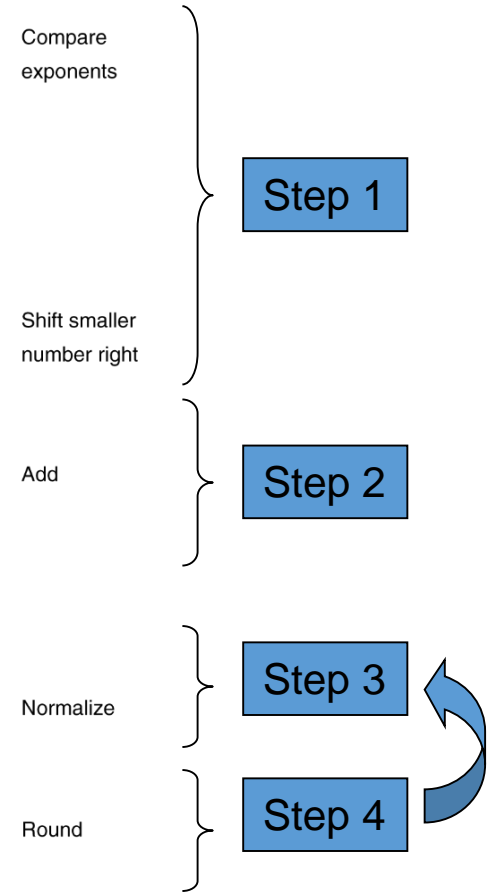 Compare
exponents
Step 1
Shift smaller
number right
Add
Step 2
Step 3
Normalize
Step 4
Round